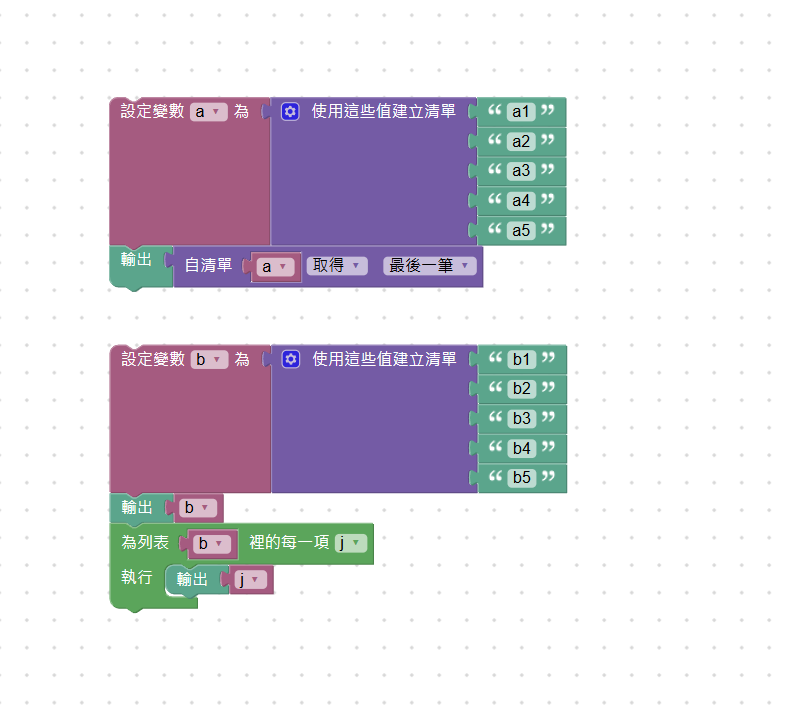 設定變數 a 為 使用這些值建立清單 “ a1 ”
“ a2 ”
“ a3 ”
“ a4 ”
“ a5 ”
輸出 自清單 a 取得 最後一筆
設定變數 b 為 使用這些值建立清單 “ b1 ”
“ b2 ”
“ b3 ”
“ b4 ”
“ b5 ”
輸出 b
為列表 b 裡的每一項 j
執行 輸出 j